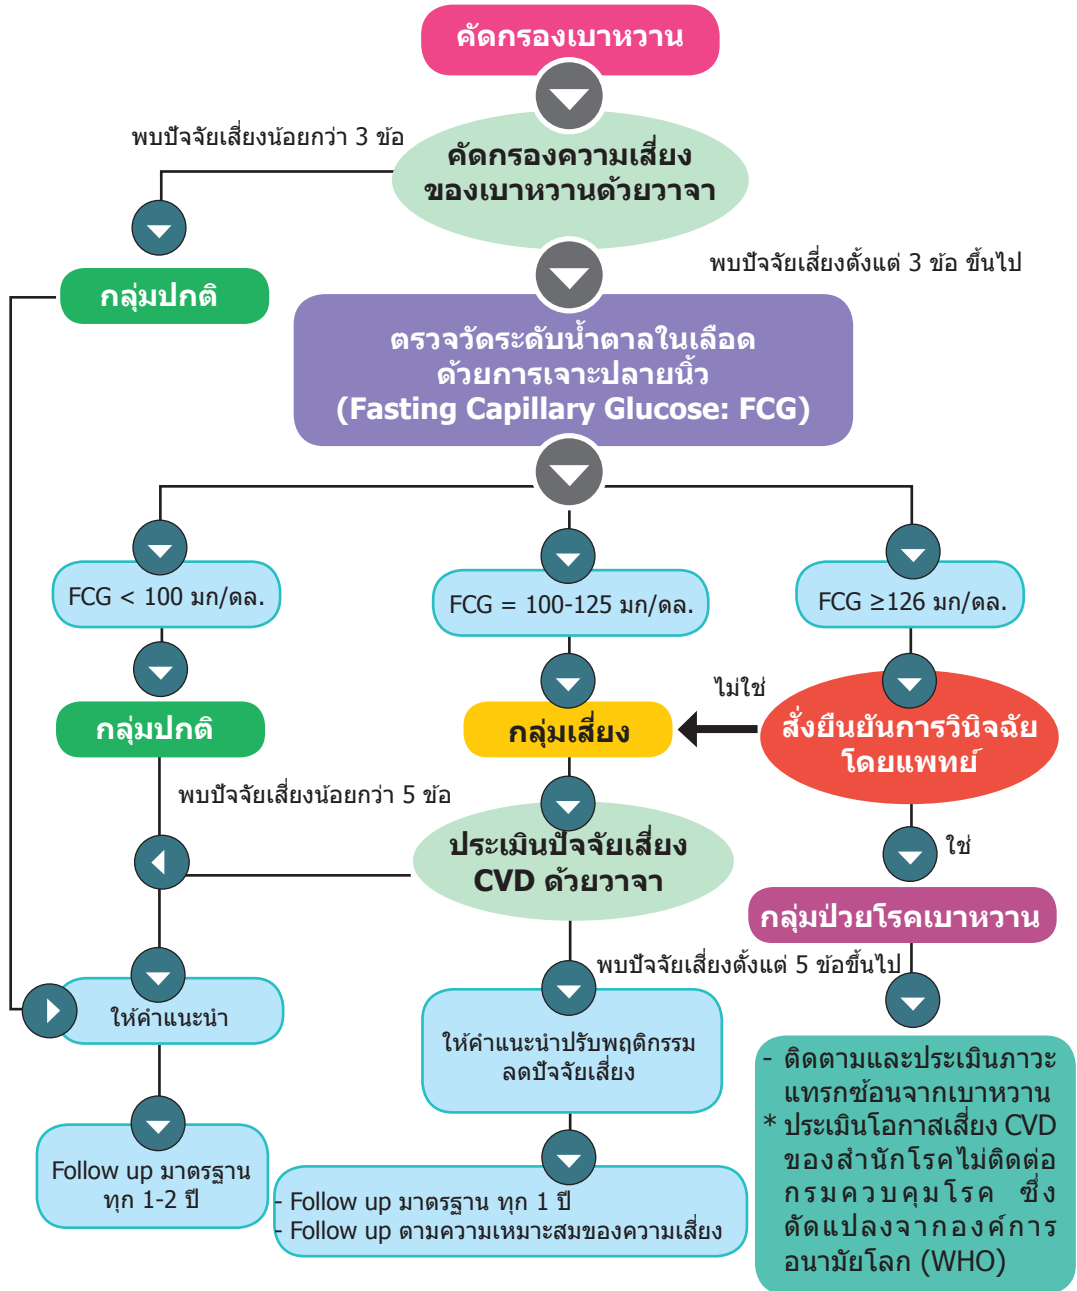 คัดกรองเบาหวาน
พบปัจจัยเสี่ยงน้อยกว่า 3 ข้อ
คัดกรองความเสี่ยง
ของเบาหวานด้วยวาจา
พบปัจจัยเสี่ยงตั้งแต่ 3 ข้อ ขึ้นไป
กลุ่มปกติ
ตรวจวัดระดับน้ำตาลในเลือด
ด้วยการเจาะปลายนิ้ว
(Fasting Capillary Glucose: FCG)
FCG < 100 มก/ดล.
FCG = 100-125 มก/ดล.
FCG ≥126 มก/ดล.
กลุ่มปกติ
กลุ่มเสี่ยง
ไม่ใช่
สั่งยืนยันการวินิจฉัย
โดยแพทย์
พบปัจจัยเสี่ยงน้อยกว่า 5 ข้อ
ประเมินปัจจัยเสี่ยง
CVD ด้วยวาจา
ใช่
กลุ่มป่วยโรคเบาหวาน
พบปัจจัยเสี่ยงตั้งแต่ 5 ข้อขึ้นไป
ให้คำแนะนำ
ให้คำแนะนำปรับพฤติกรรม
ลดปัจจัยเสี่ยง
- ติดตามและประเมินภาวะ
แทรกซ้อนจากเบาหวาน
* ประเมินโอกาสเสี่ยง CVD
ของสำนักโรคไม่ติดต่อ
กรมควบคุมโรค ซึ่ง
ดัดแปลงจากองค์การ
อนามัยโลก (WHO)
Follow up มาตรฐาน
ทุก 1-2 ปี
- Follow up มาตรฐาน ทุก 1 ปี
- Follow up ตามความเหมาะสมของความเสี่ยง